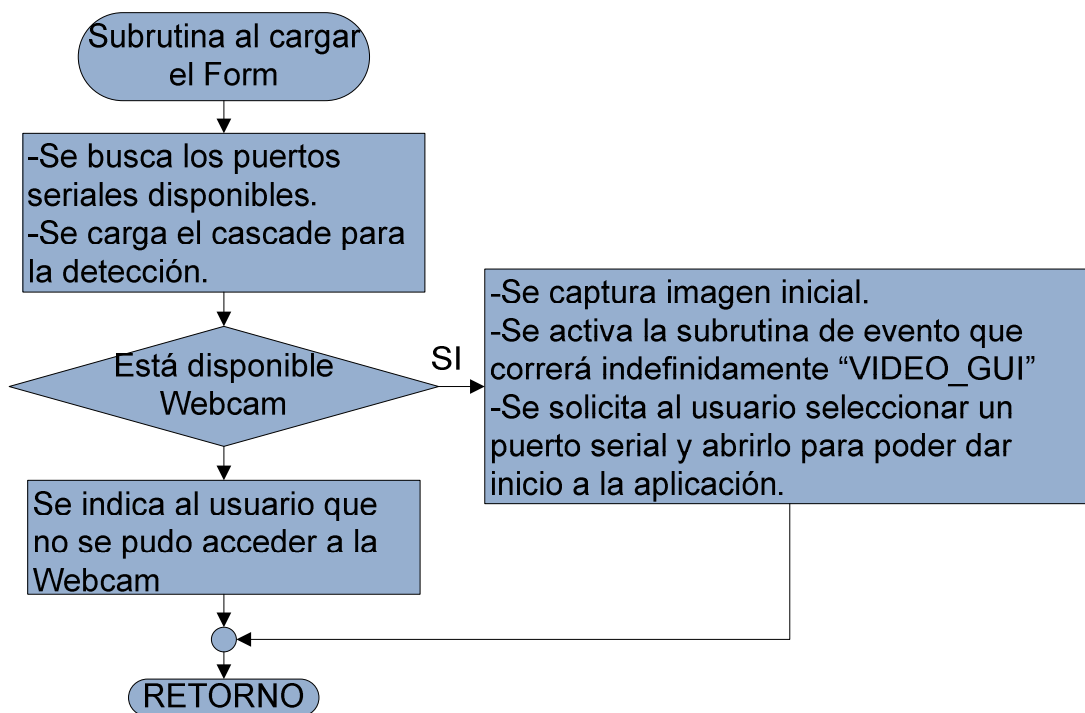 Subrutina al cargar
el Form
-Se busca los puertos
seriales disponibles.
-Se carga el cascade para
la detección.
Está disponible
Webcam
SI
-Se captura imagen inicial.
-Se activa la subrutina de evento que
correrá indefinidamente “VIDEO_GUI”
-Se solicita al usuario seleccionar un
puerto serial y abrirlo para poder dar
inicio a la aplicación.
Se indica al usuario que
no se pudo acceder a la
Webcam
RETORNO